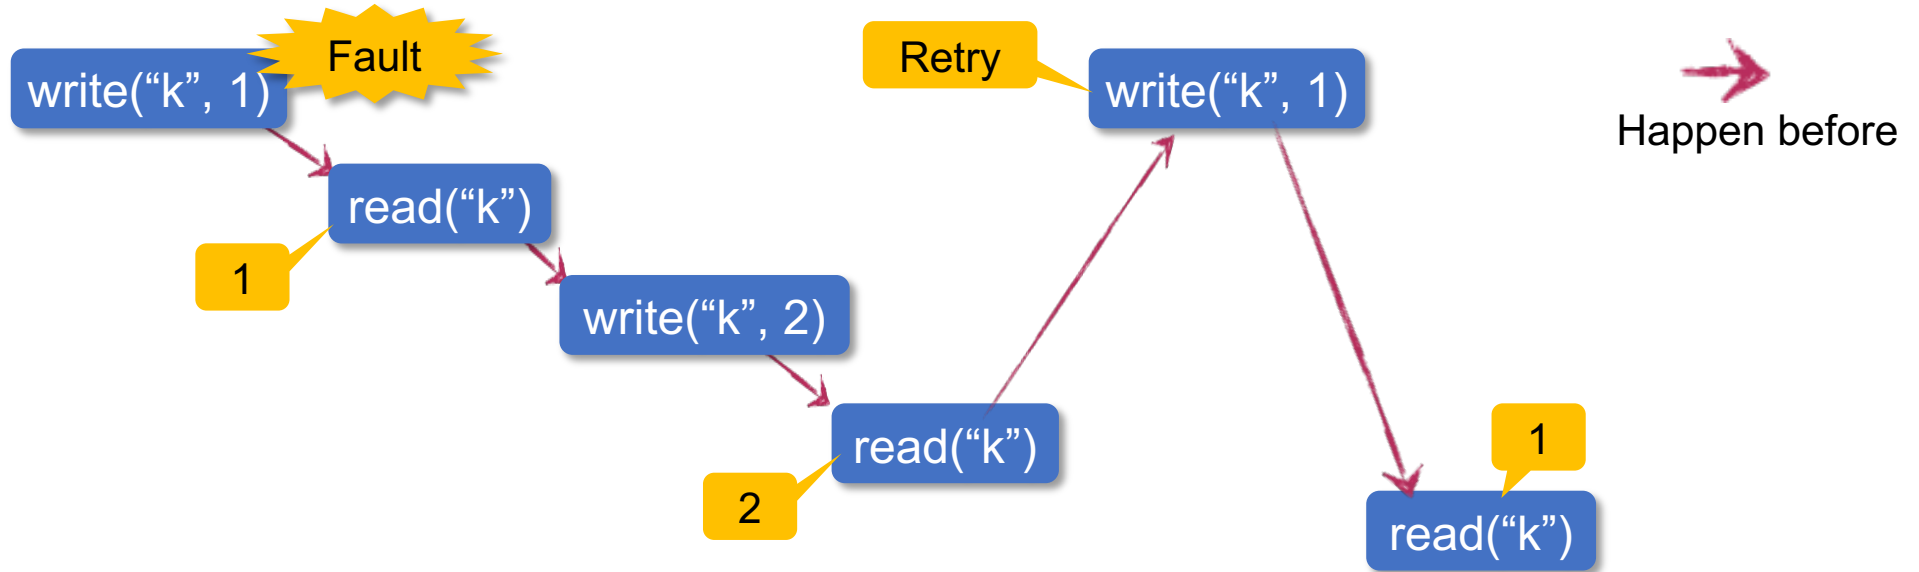 write(“k”, 1)
Fault
Retry
write(“k”, 1)
Happen before
read(“k”)
1
write(“k”, 2)
read(“k”)
2
1
read(“k”)